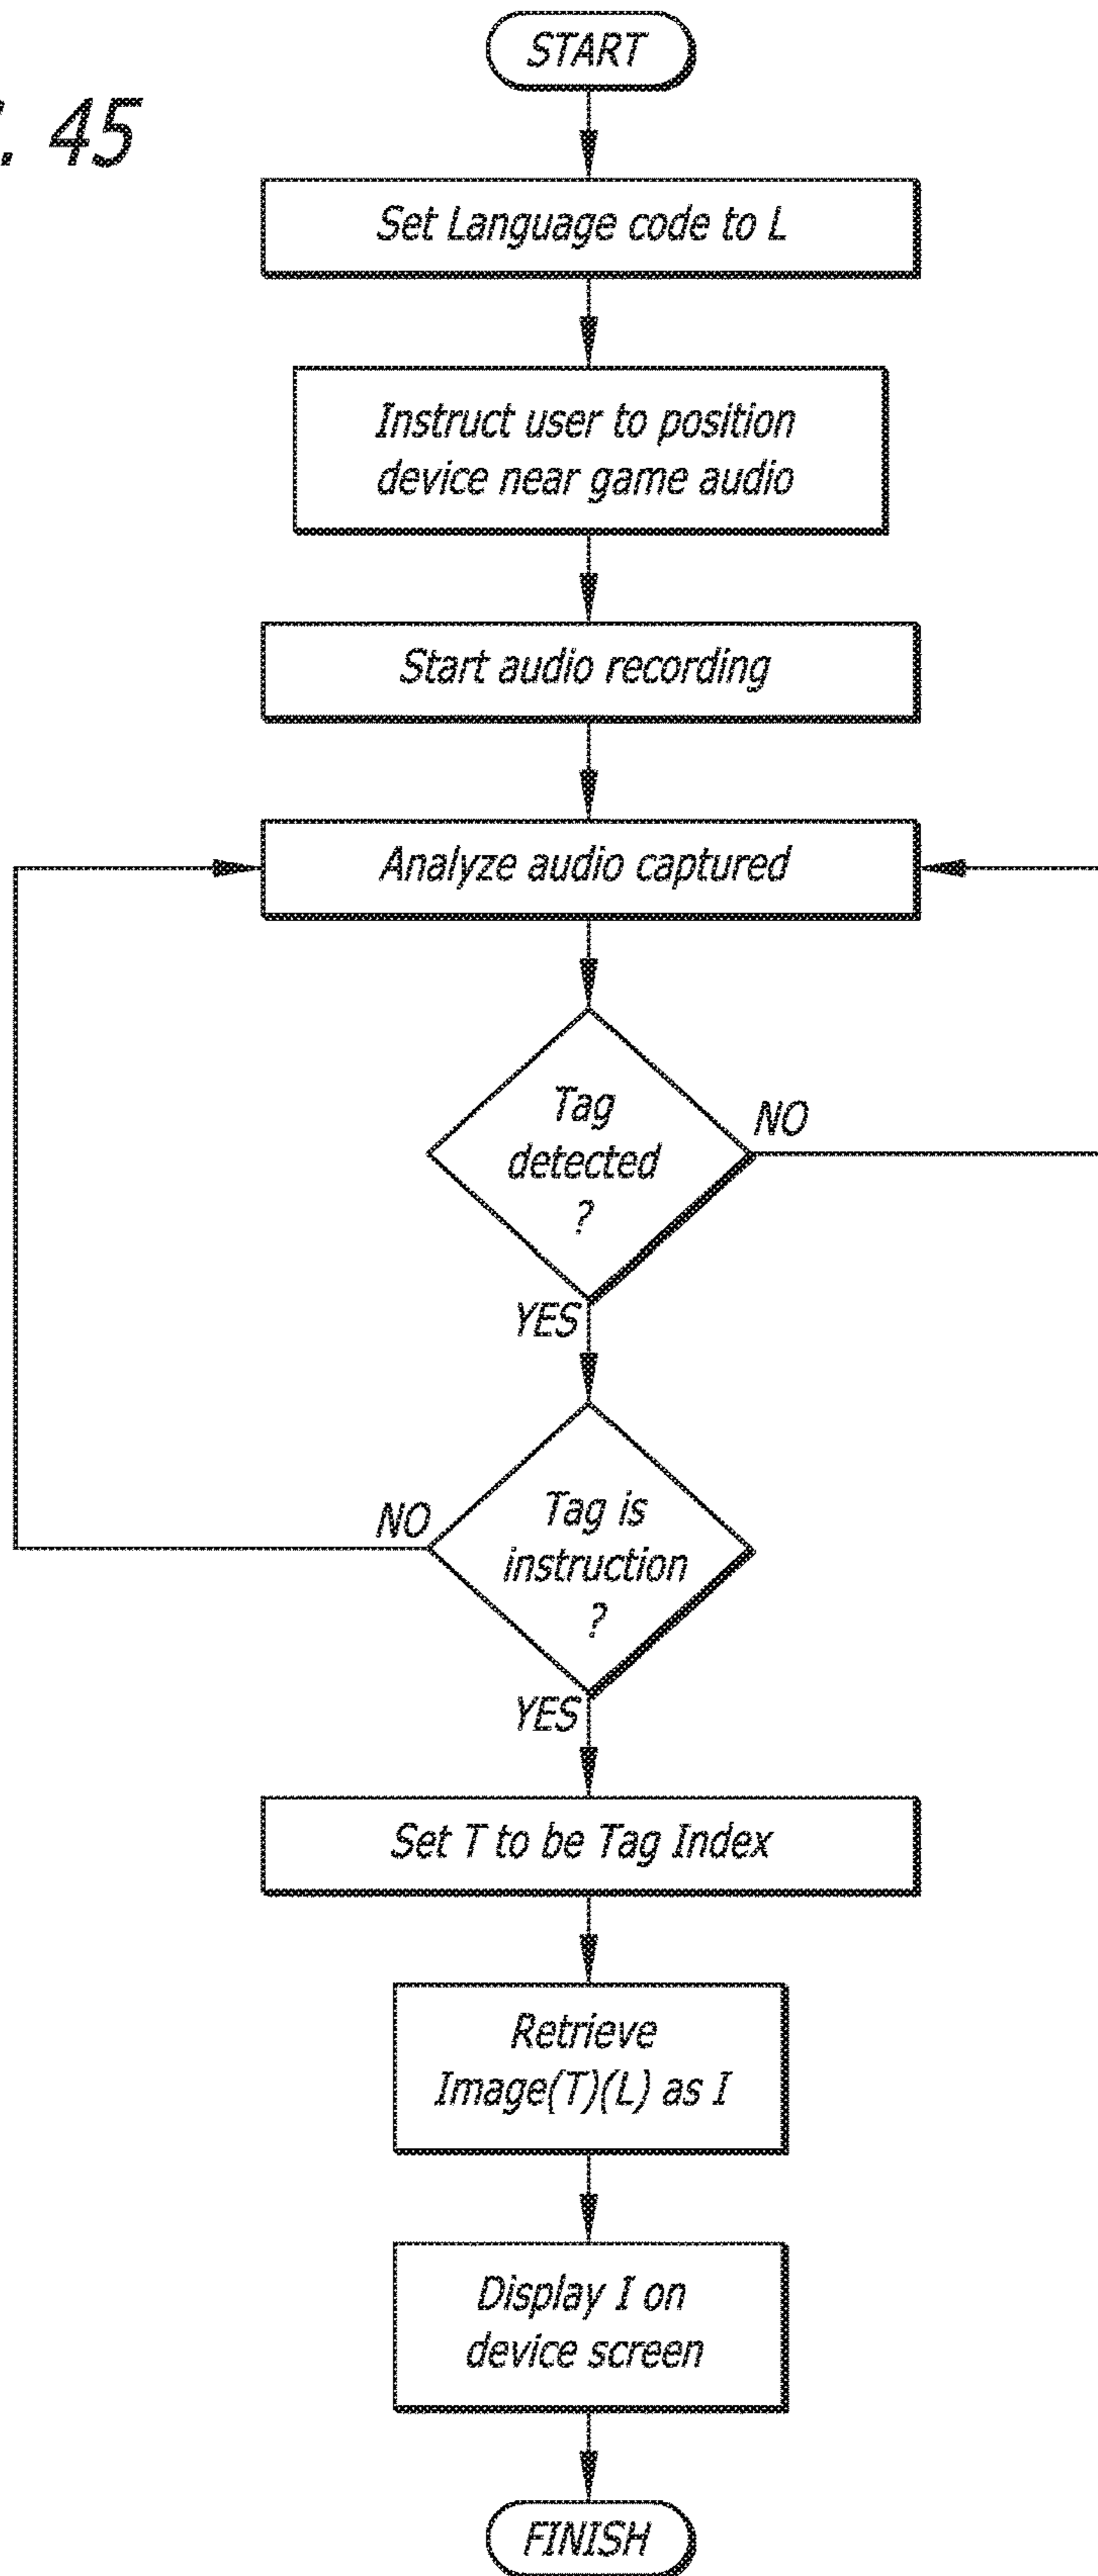 45
START
Set Language code to L
Instruct user to position
device near game audio
Start audio recording
Analyze audio captured
Tag
detected
?
NO
YES
Tag is
instruction
?
NO
YES
Set T to be Tag Index
Retrieve
Image(T)(L) as I
Display I on
device screen
FINISH